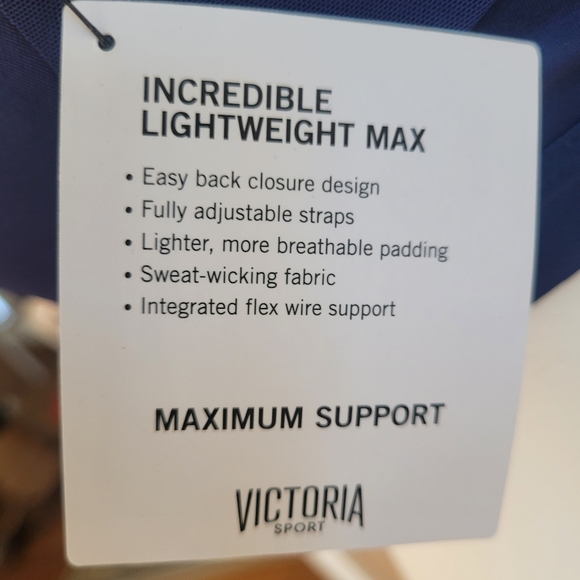 INCREDIBLE
LIGHTWEIGHT MAX
• Easy back closure design
• Fully adjustable straps
• Lighter, more breathable padding
• Sweat-wicking fabric
• Integrated flex wire support
MAXIMUM SUPPORT
VICTORIA
SPORT